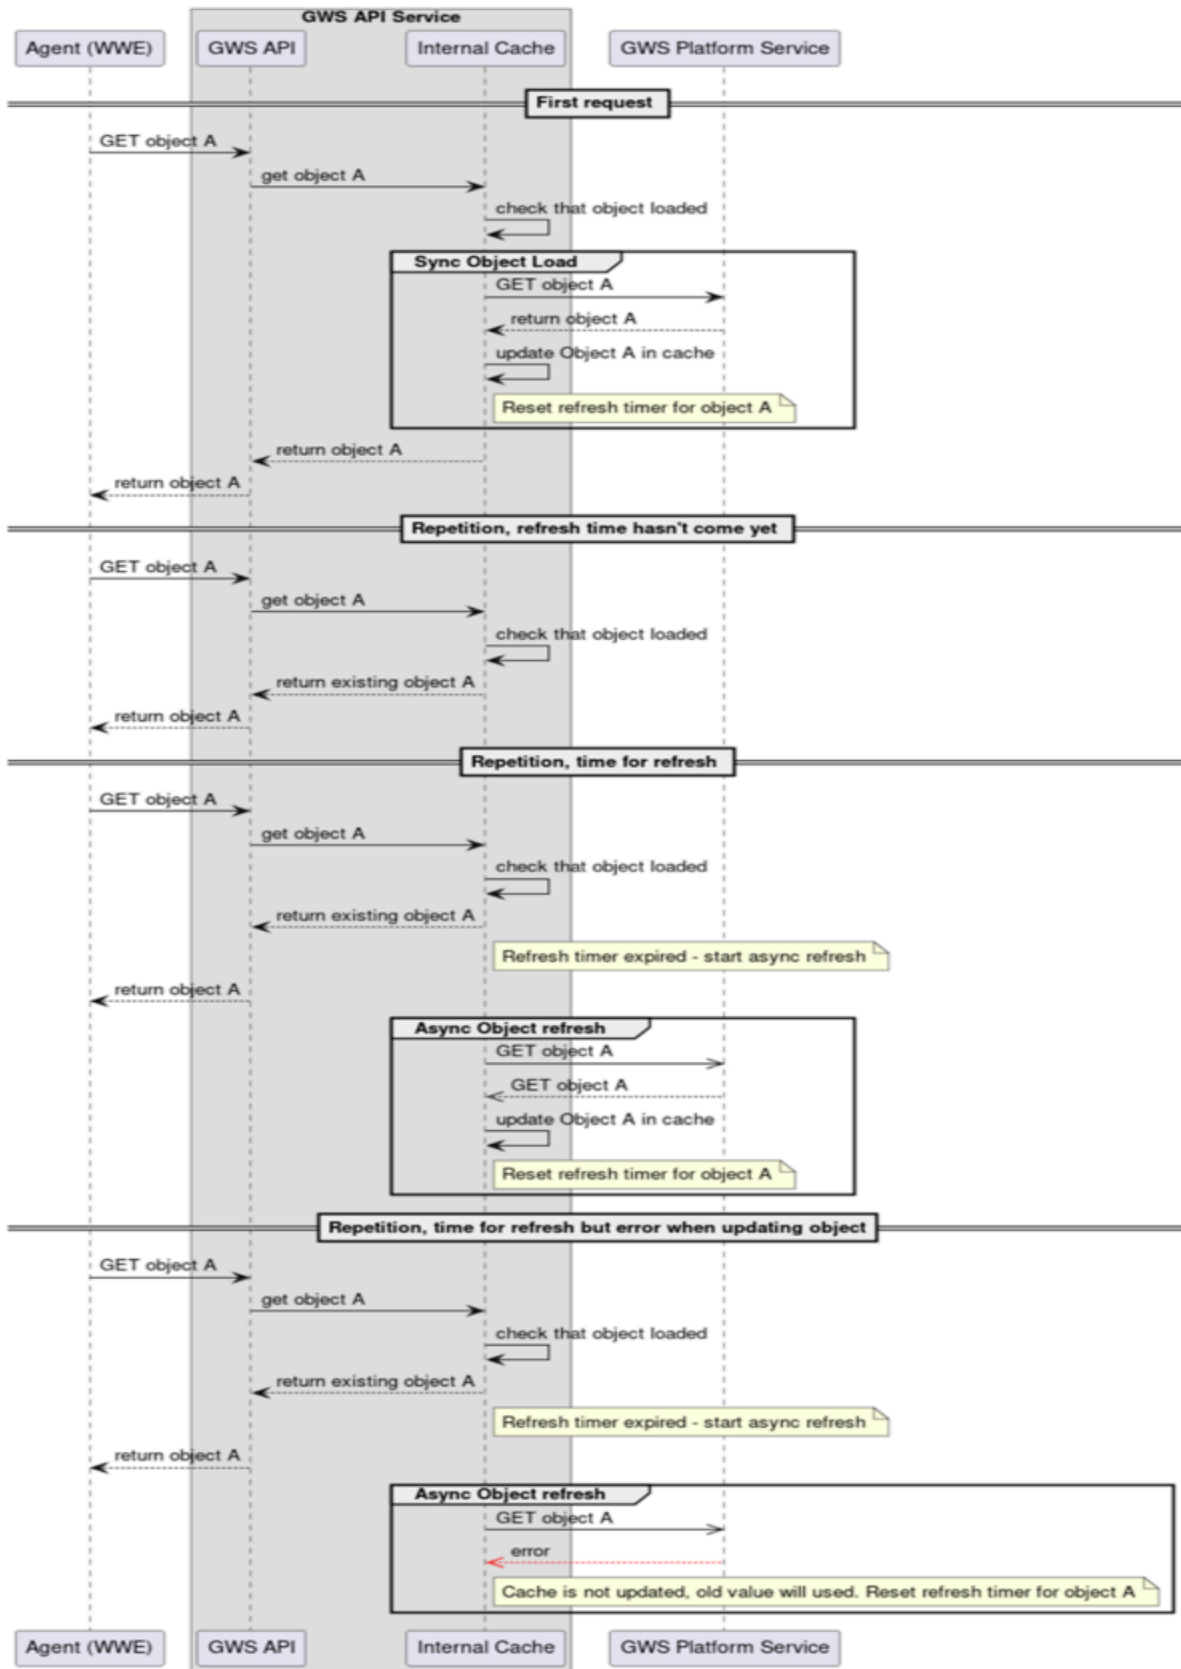 GWS API Service
Agent (WWE) GWS API Internal Cache GWS Platform Service
First request
GET object A
get object A
check that object loaded
Sync Object Load
GET object A
return object A
update Object A in cache
Reset refresh timer for object A
return object A
return object A
Repetition, refresh time hasn't come yet
GET object A
get object A
check that object loaded
return existing object A
return object A
Repetition, time for refresh
GET object A
get object A
check that object loaded
return existing object A
Refresh timer expired - start async refresh
return object A
Async Object refresh
GET object A
GET object A
update Object A in cache
Reset refresh timer for object A
Repetition, time for refresh but error when updating object
GET object A
get object A
check that object loaded
return existing object A
Refresh timer expired - start async refresh
return object A
Async Object refresh
GET object A
error
Cache is not updated, old value will used. Reset refresh timer for object A
Agent (WWE) GWS API Internal Cache GWS Platform Service